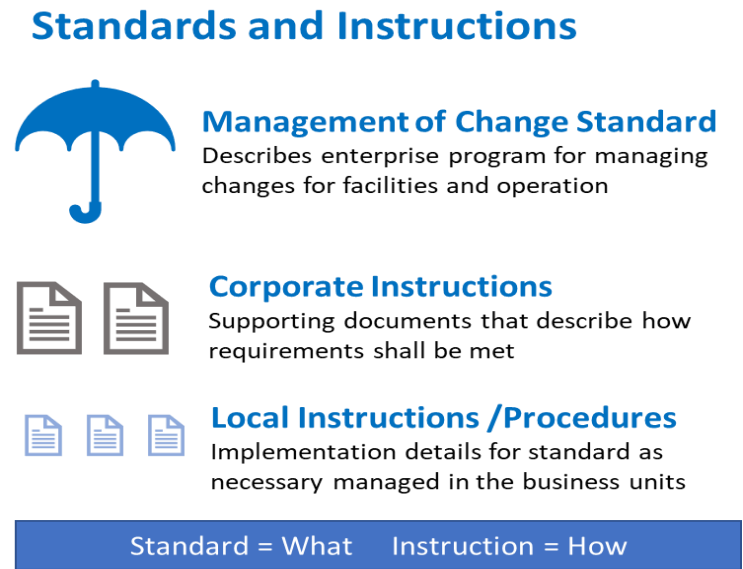 Standards and Instructions
Management of Change Standard
Describes enterprise program for managing
changes for facilities and operation
Corporate Instructions
Supporting documents that describe how
requirements shall be met
Local Instructions /Procedures
Implementation details for standard as
necessary managed in the business units
Standard = What Instruction = How